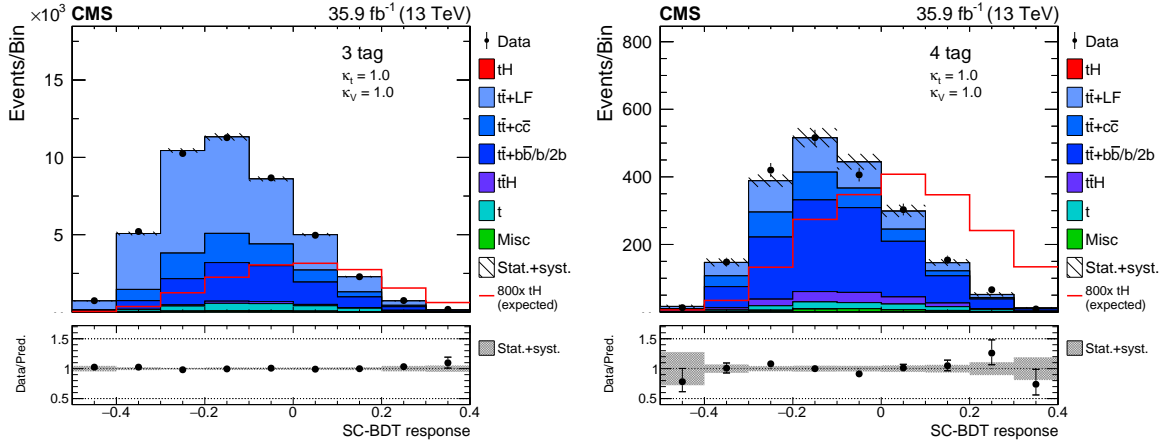 CMS 35.9 fb⁻¹ (13 TeV)
×10³
Events/Bin
15
10
5
3 tag
κt = 1.0
κV = 1.0
Data
tH
tt̄+LF
tt̄+cc̄
tt̄+bb̄/b/2b
tt̄H
t
Misc
Stat.+syst.
800x tH
(expected)
Data/Pred.
1.5
1
0.5
Stat.+syst.
−0.4 −0.2 0 0.2 0.4
SC-BDT response
CMS 35.9 fb⁻¹ (13 TeV)
Events/Bin
800
600
400
200
4 tag
κt = 1.0
κV = 1.0
Data
tH
tt̄+LF
tt̄+cc̄
tt̄+bb̄/b/2b
tt̄H
t
Misc
Stat.+syst.
800x tH
(expected)
Data/Pred.
1.5
1
0.5
Stat.+syst.
−0.4 −0.2 0 0.2 0.4
SC-BDT response